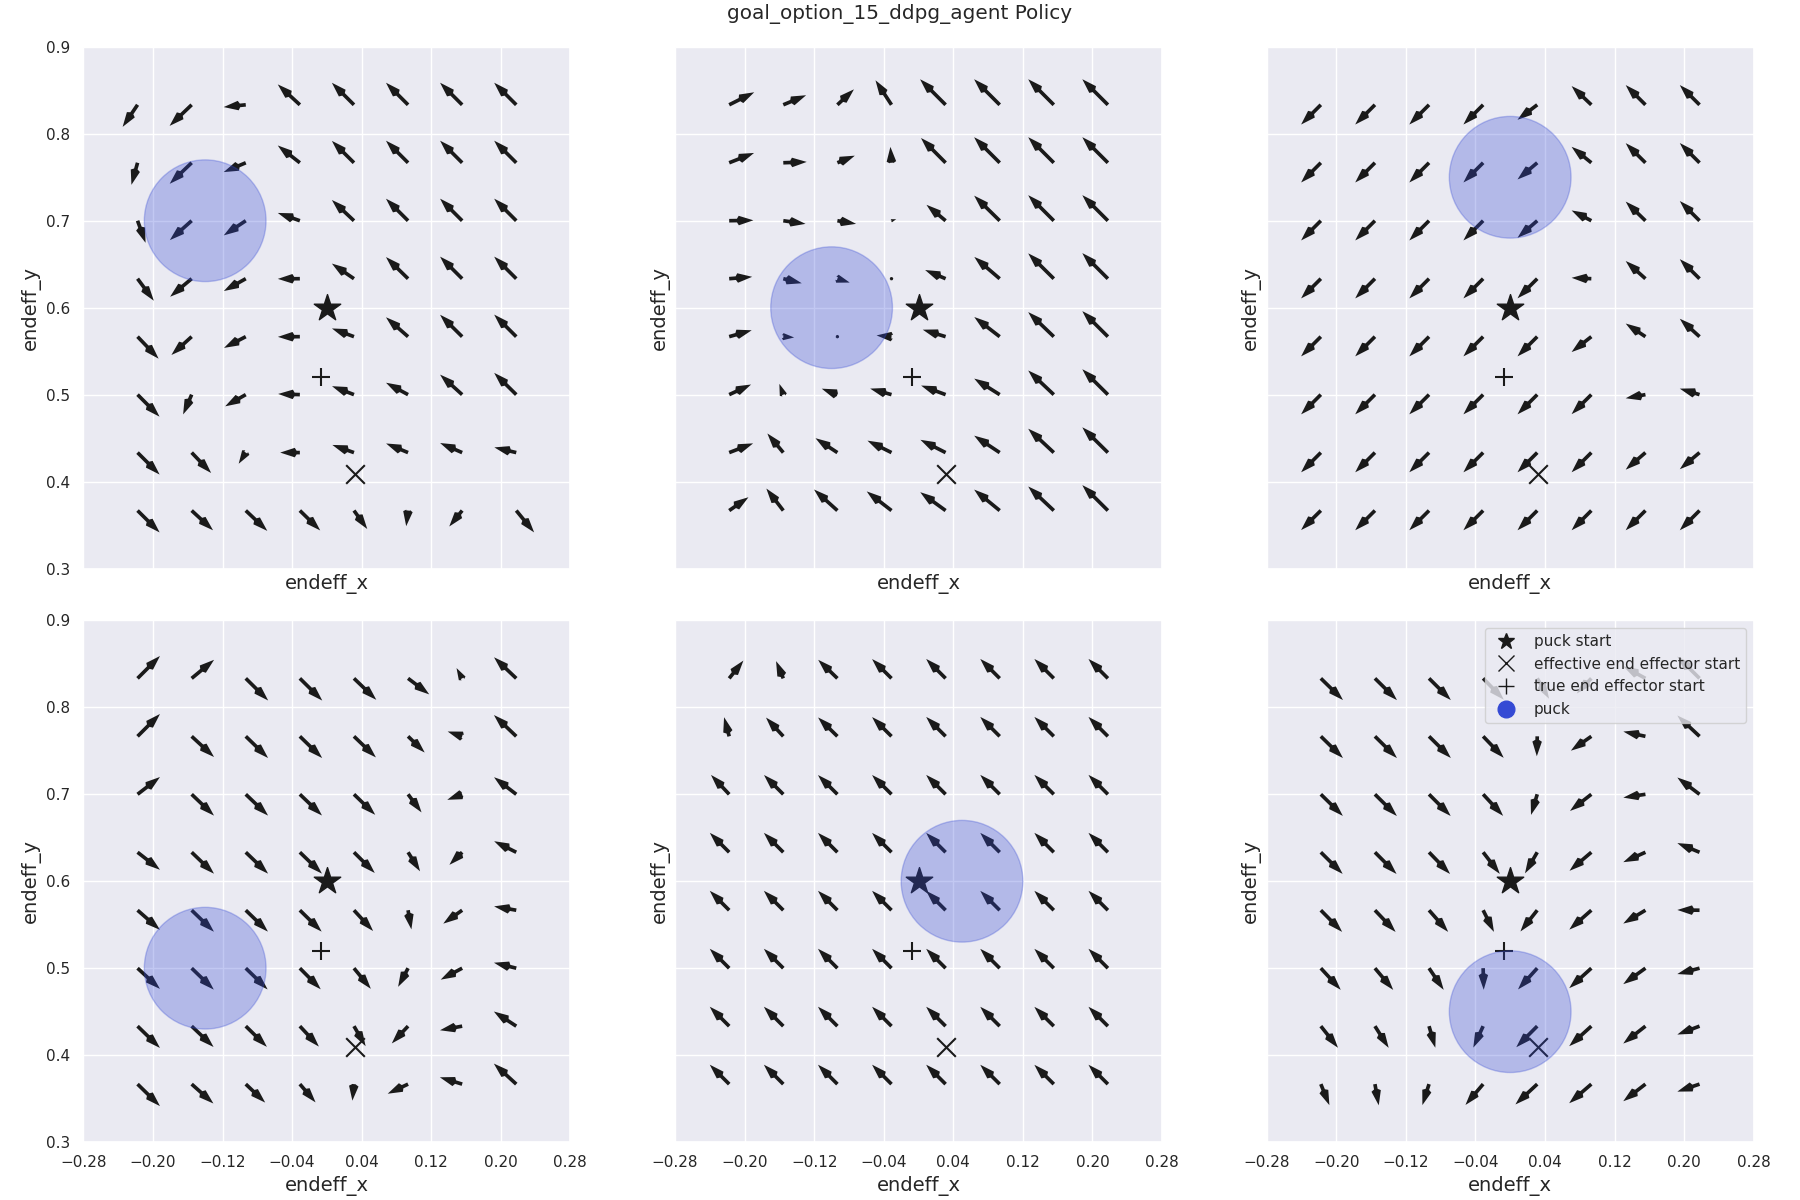 goal_option_15_ddpg_agent Policy
0.9
0.8
0.7
0.6
0.5
0.4
0.3
endeff_y
endeff_x
endeff_y
endeff_x
endeff_y
endeff_x
0.9
0.8
0.7
0.6
0.5
0.4
0.3
endeff_y
−0.28 −0.20 −0.12 −0.04 0.04 0.12 0.20 0.28
endeff_x
endeff_y
−0.28 −0.20 −0.12 −0.04 0.04 0.12 0.20 0.28
endeff_x
puck start
effective end effector start
true end effector start
puck
endeff_y
−0.28 −0.20 −0.12 −0.04 0.04 0.12 0.20 0.28
endeff_x